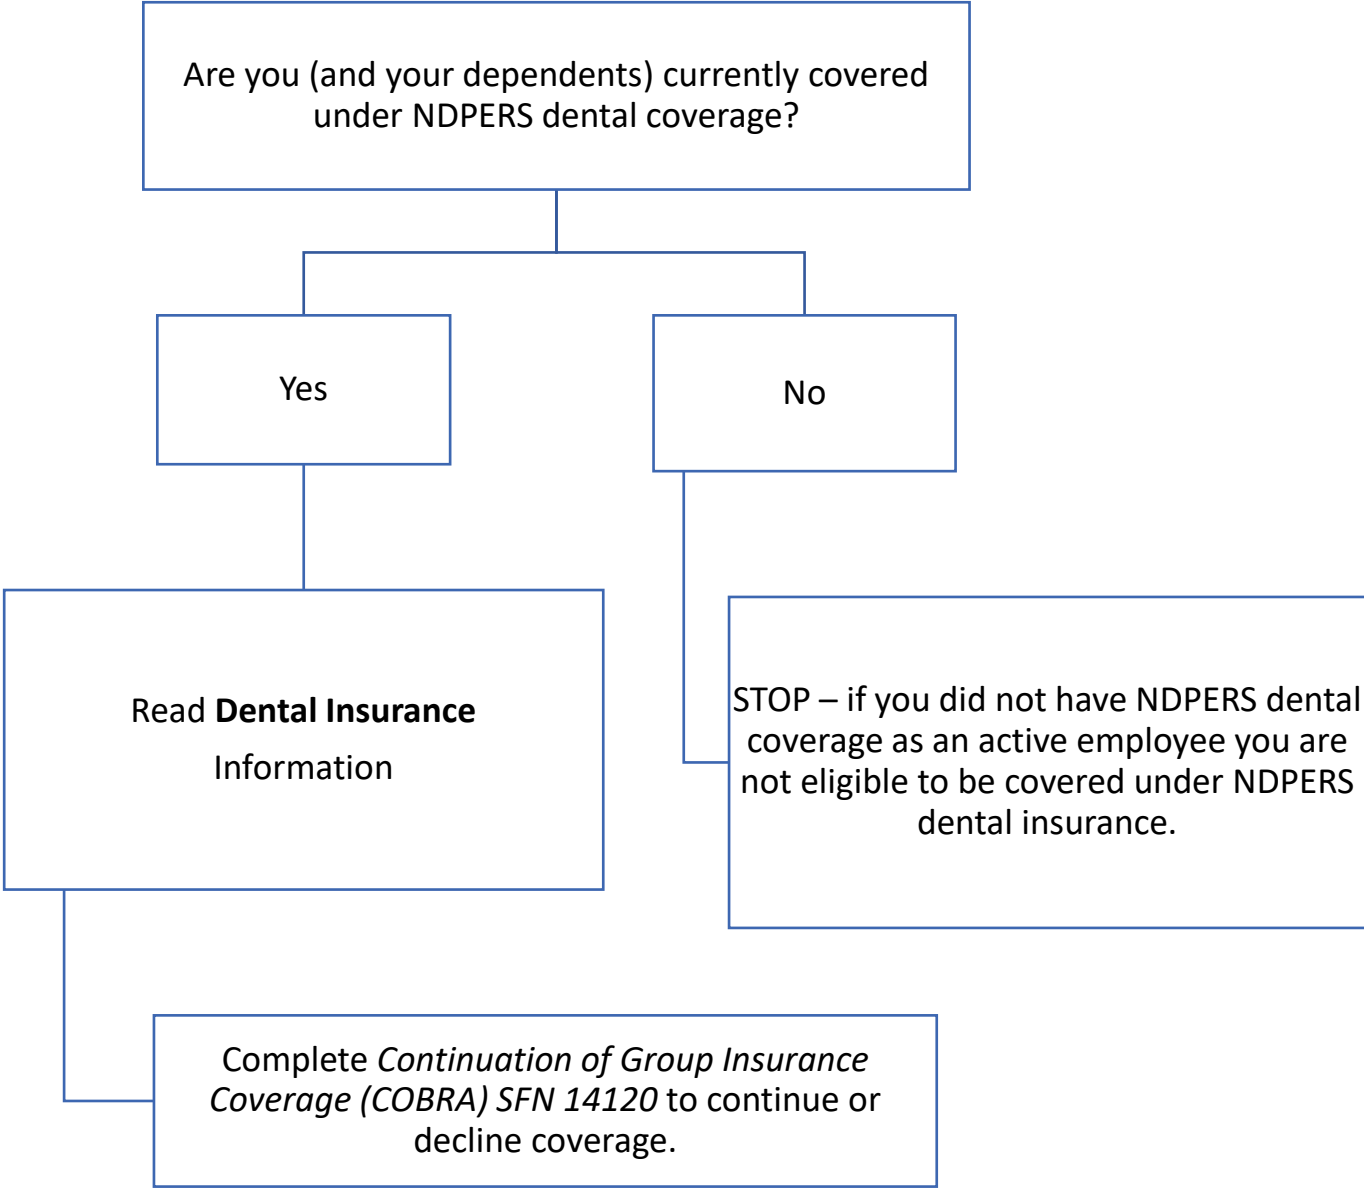 Are you (and your dependents) currently covered
under NDPERS dental coverage?
Yes
No
Read Dental Insurance
Information
STOP – if you did not have NDPERS dental
coverage as an active employee you are
not eligible to be covered under NDPERS
dental insurance.
Complete Continuation of Group Insurance
Coverage (COBRA) SFN 14120 to continue or
decline coverage.